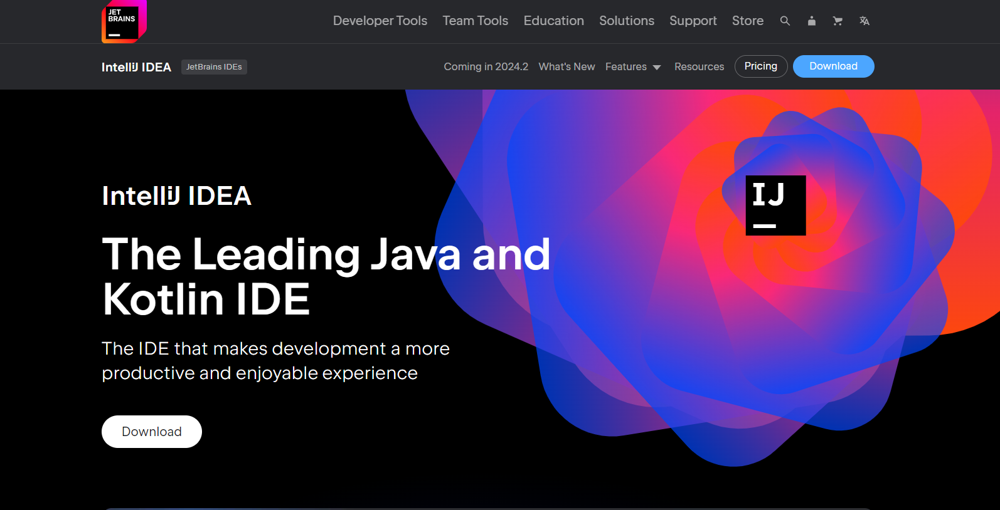 JET
BRAINS
Developer Tools Team Tools Education Solutions Support Store
IntelliJ IDEA JetBrains IDEs Coming in 2024.2 What's New Features Resources Pricing Download
IJ
IntelliJ IDEA
The Leading Java and
Kotlin IDE
The IDE that makes development a more
productive and enjoyable experience
Download